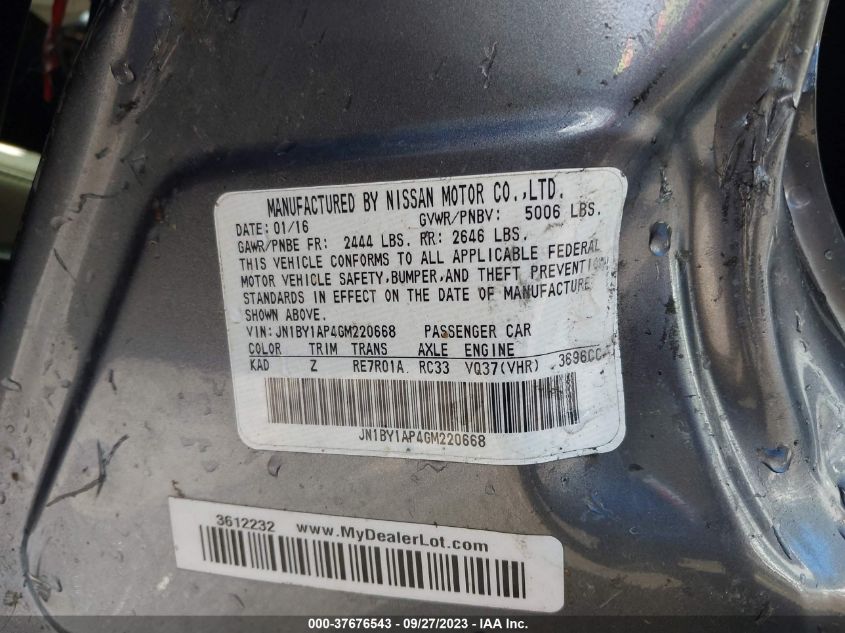 MANUFACTURED BY NISSAN MOTOR CO.,LTD.
DATE: 01/16 GVWR/PNBV: 5006 LBS.
GAWR/PNBE FR: 2444 LBS. RR: 2646 LBS.
THIS VEHICLE CONFORMS TO ALL APPLICABLE FEDERAL
MOTOR VEHICLE SAFETY,BUMPER,AND THEFT PREVENTION
STANDARDS IN EFFECT ON THE DATE OF MANUFACTURE
SHOWN ABOVE.
VIN: JN1BY1AP4GM220668 PASSENGER CAR
COLOR TRIM TRANS AXLE ENGINE
KAD Z RE7R01A RC33 VQ37(VHR) 3696CC
JN1BY1AP4GM220668
3612232 www.MyDealerLot.com
000-37676543 / 09/27/2023 - IAA Inc.